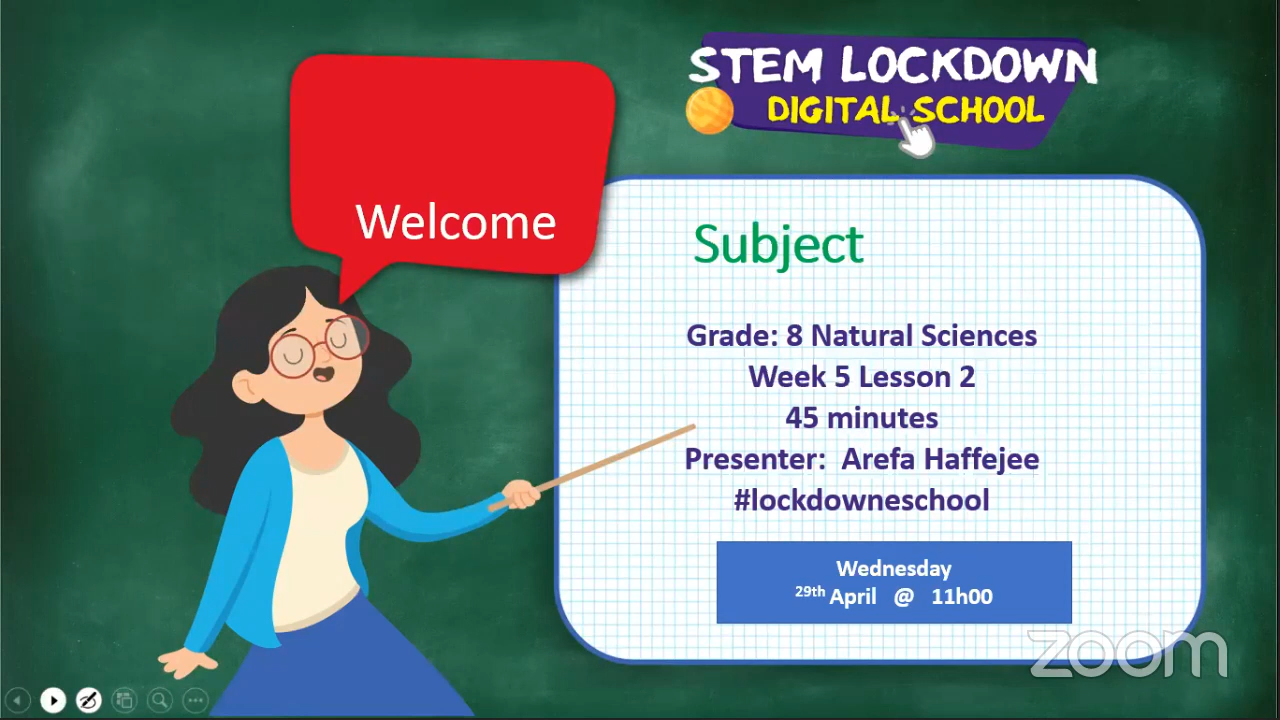 STEM LOCKDOWN
DIGITAL SCHOOL
Welcome
Subject
Grade: 8 Natural Sciences
Week 5 Lesson 2
45 minutes
Presenter: Arefa Haffejee
#lockdowneschool
Wednesday
29th April @ 11h00
zoom